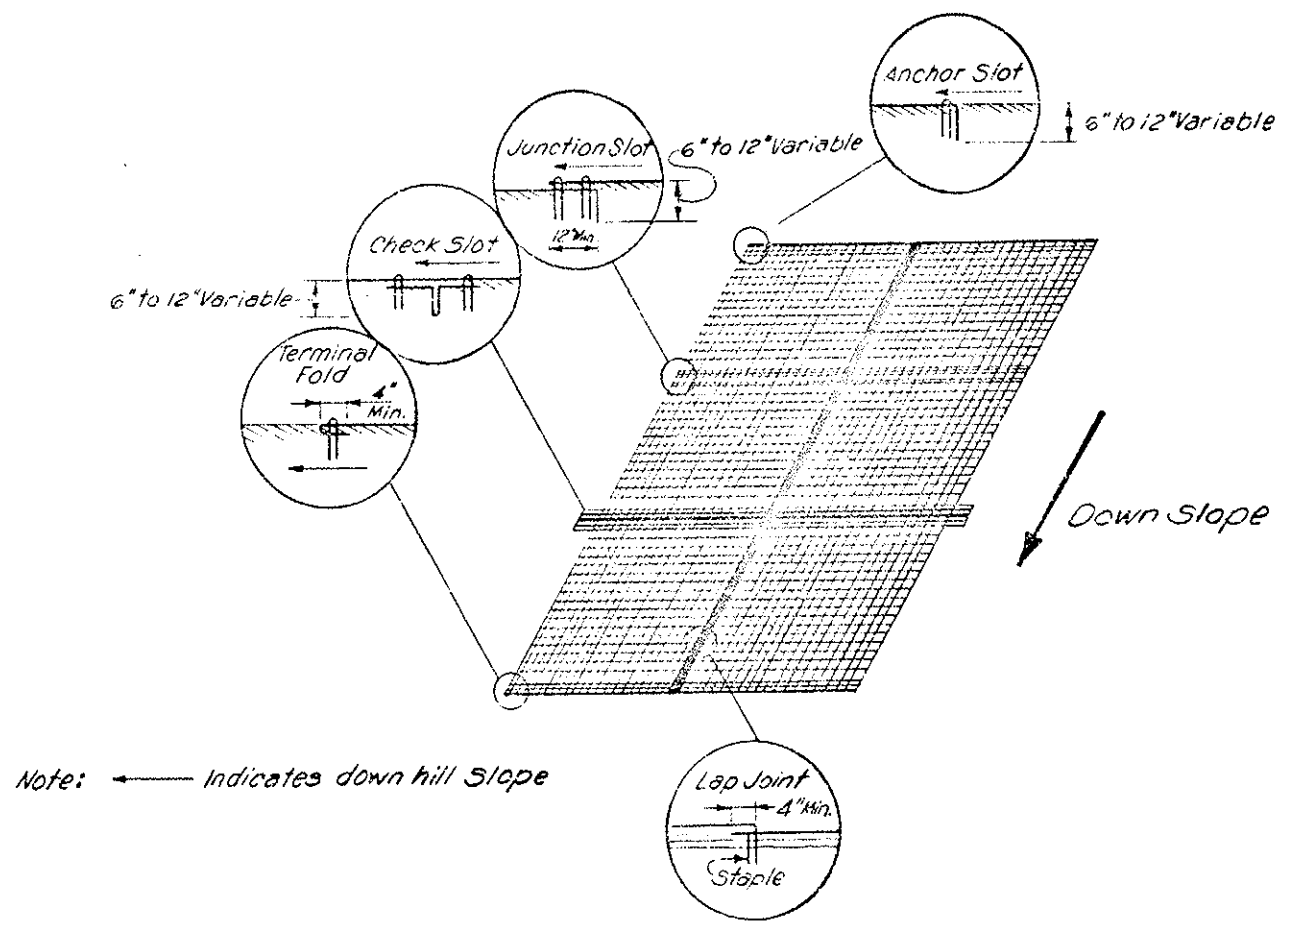 Anchor Slot
6" to 12" Variable
Junction Slot
6" to 12" Variable
12" Min.
Check Slot
6" to 12" Variable
Terminal
Fold
4"
Min.
Down Slope
Note: Indicates down hill Slope
Lap Joint
4" Min.
Staple